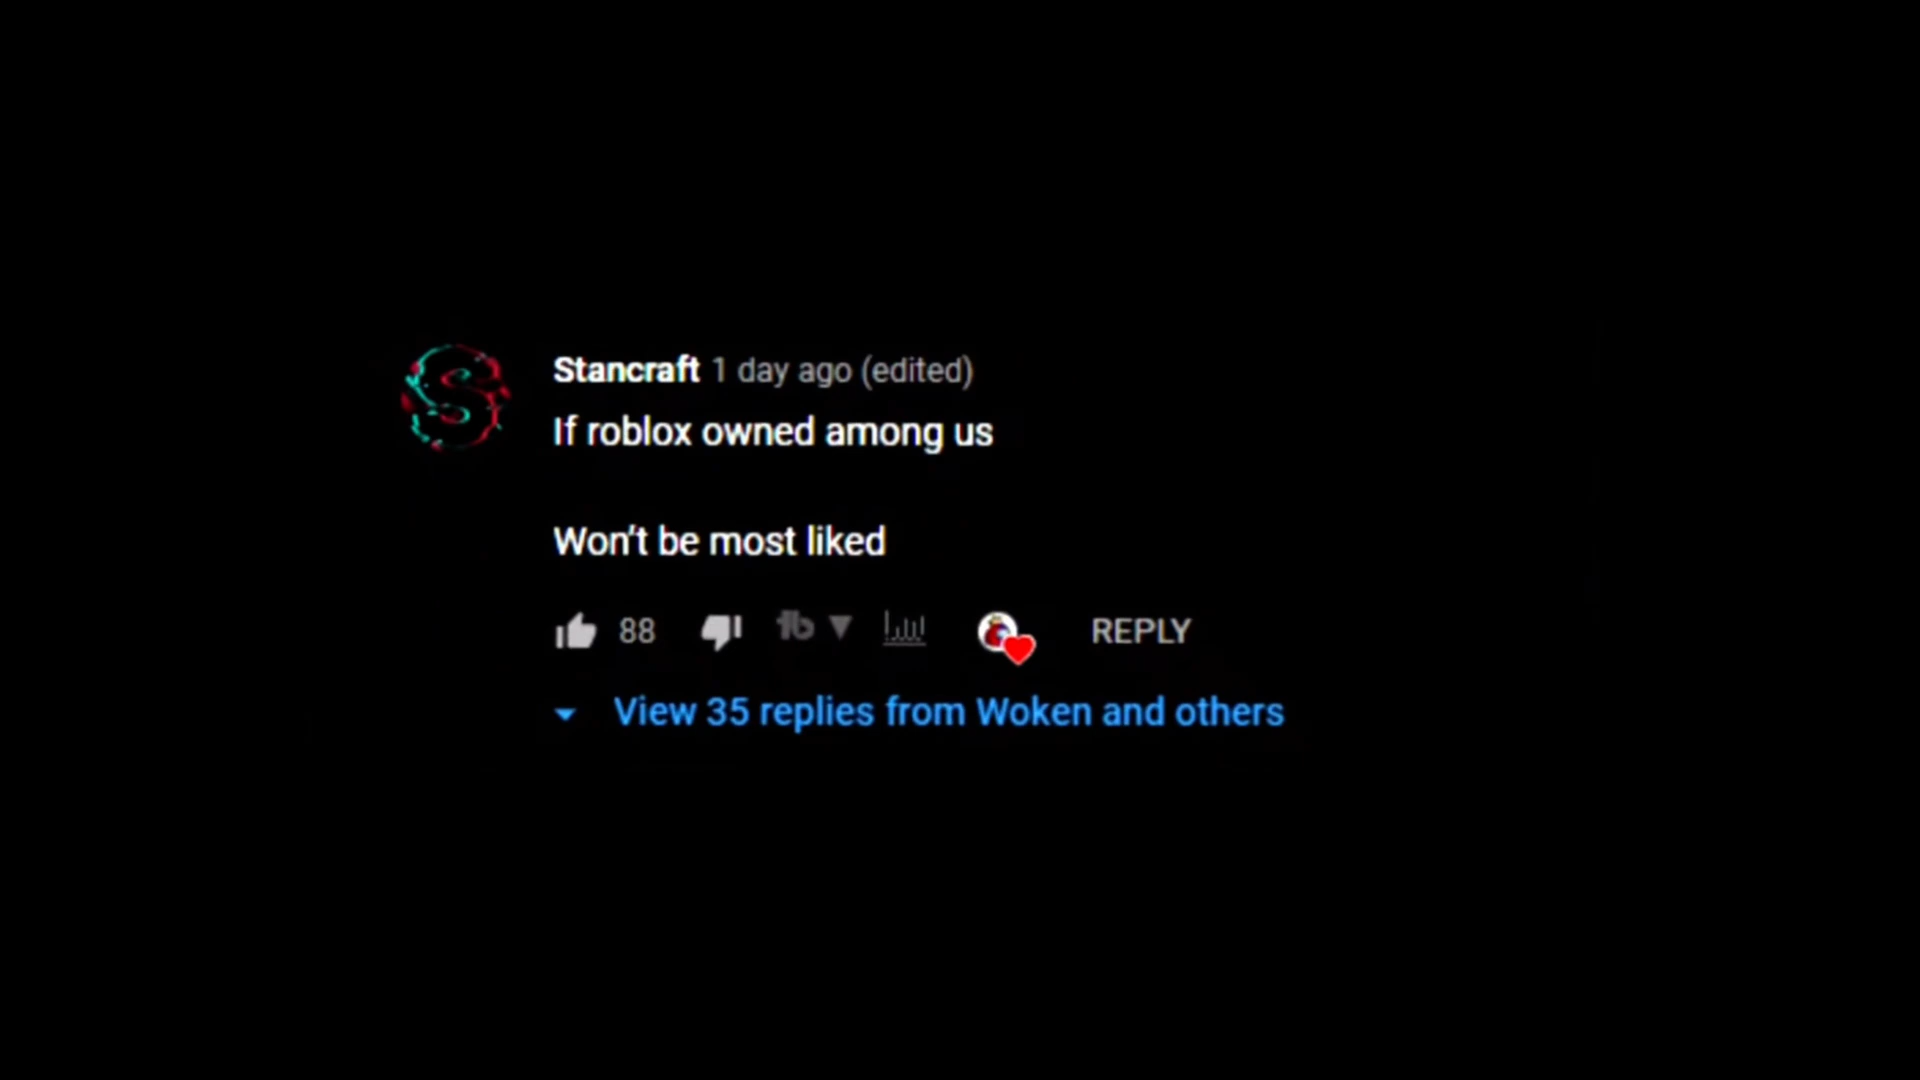 Stancraft 1 day ago (edited)
If roblox owned among us
Won't be most liked
88 REPLY
View 35 replies from Woken and others